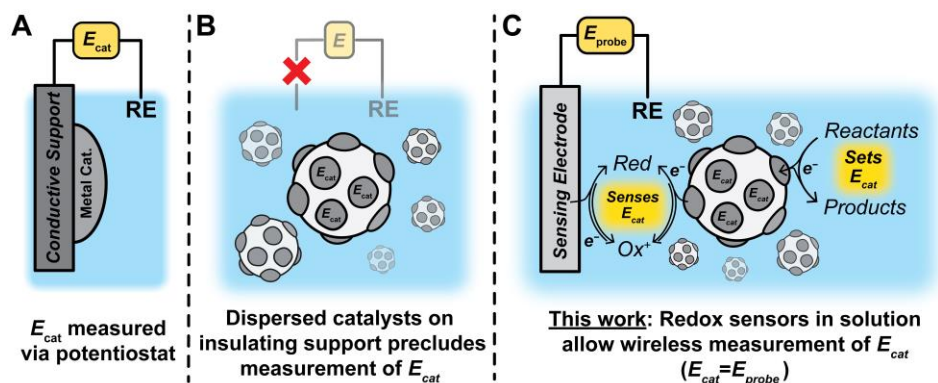 A
E_cat
RE
Conductive Support
Metal Cat.
E_cat measured
via potentiostat
B
E
RE
E_cat
E_cat
E_cat
Dispersed catalysts on
insulating support precludes
measurement of E_cat
C
E_probe
RE
Sensing Electrode
Red
e⁻
Senses
E_cat
e⁻
Ox⁺
E_cat
E_cat
E_cat
Reactants
e⁻
Sets
E_cat
Products
This work: Redox sensors in solution
allow wireless measurement of E_cat
(E_cat=E_probe)